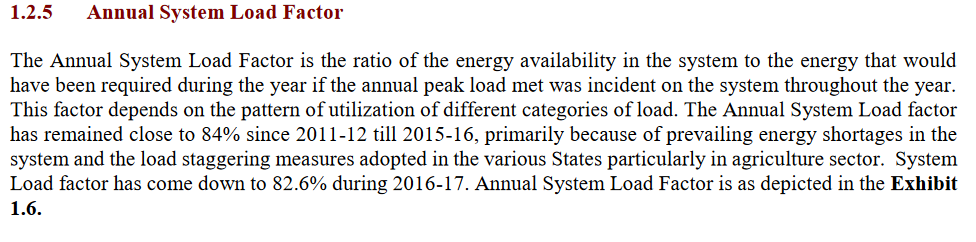 1.2.5 Annual System Load Factor
The Annual System Load Factor is the ratio of the energy availability in the system to the energy that would
have been required during the year if the annual peak load met was incident on the system throughout the year.
This factor depends on the pattern of utilization of different categories of load. The Annual System Load factor
has remained close to 84% since 2011-12 till 2015-16, primarily because of prevailing energy shortages in the
system and the load staggering measures adopted in the various States particularly in agriculture sector. System
Load factor has come down to 82.6% during 2016-17. Annual System Load Factor is as depicted in the Exhibit
1.6.